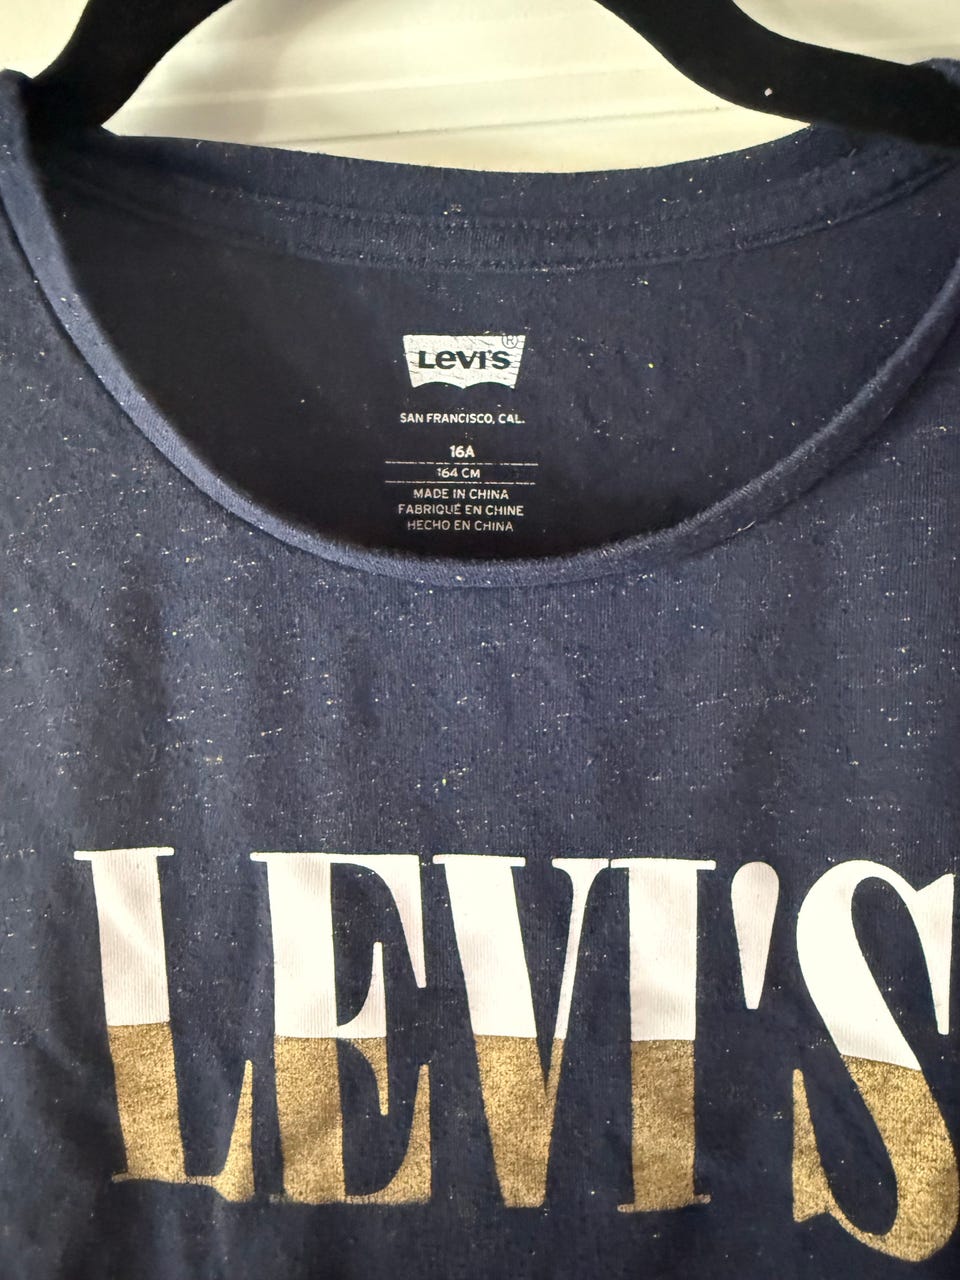 LEVI'S
®
SAN FRANCISCO, CAL.
16A
164 CM
MADE IN CHINA
FABRIQUÉ EN CHINE
HECHO EN CHINA
LEVI'S